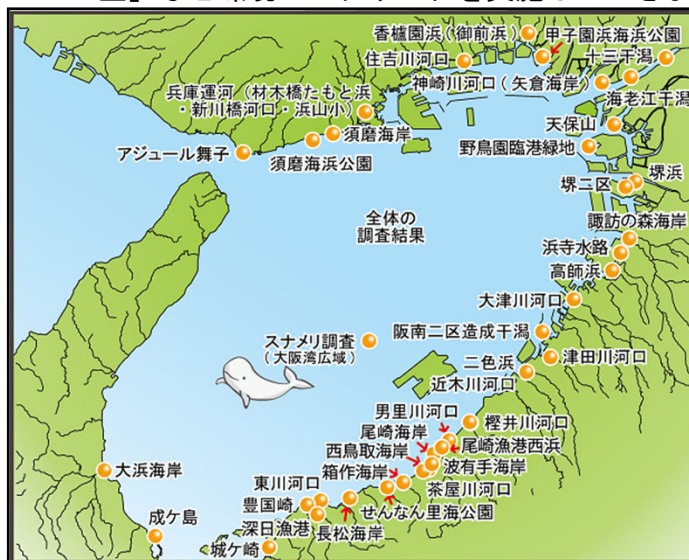 香櫨園浜（御前浜）
甲子園浜海浜公園
住吉川河口
十三干潟
神崎川河口（矢倉海岸）
海老江干潟
兵庫運河（材木橋たもと浜
・新川橋河口・浜山小）
須磨海岸
天保山
アジュール舞子
須磨海浜公園
野鳥園臨港緑地
堺浜
堺二区
全体の
調査結果
諏訪の森海岸
浜寺水路
高師浜
大津川河口
スナメリ調査
（大阪湾広域）
阪南二区造成干潟
津田川河口
二色浜
近木川河口
男里川河口
樫井川河口
尾崎海岸
尾崎漁港西浜
西鳥取海岸
波有手海岸
箱作海岸
茶屋川河口
大浜海岸
東川河口
せんなん里海公園
豊国崎
成ケ島
深日漁港
長松海岸
城ケ崎